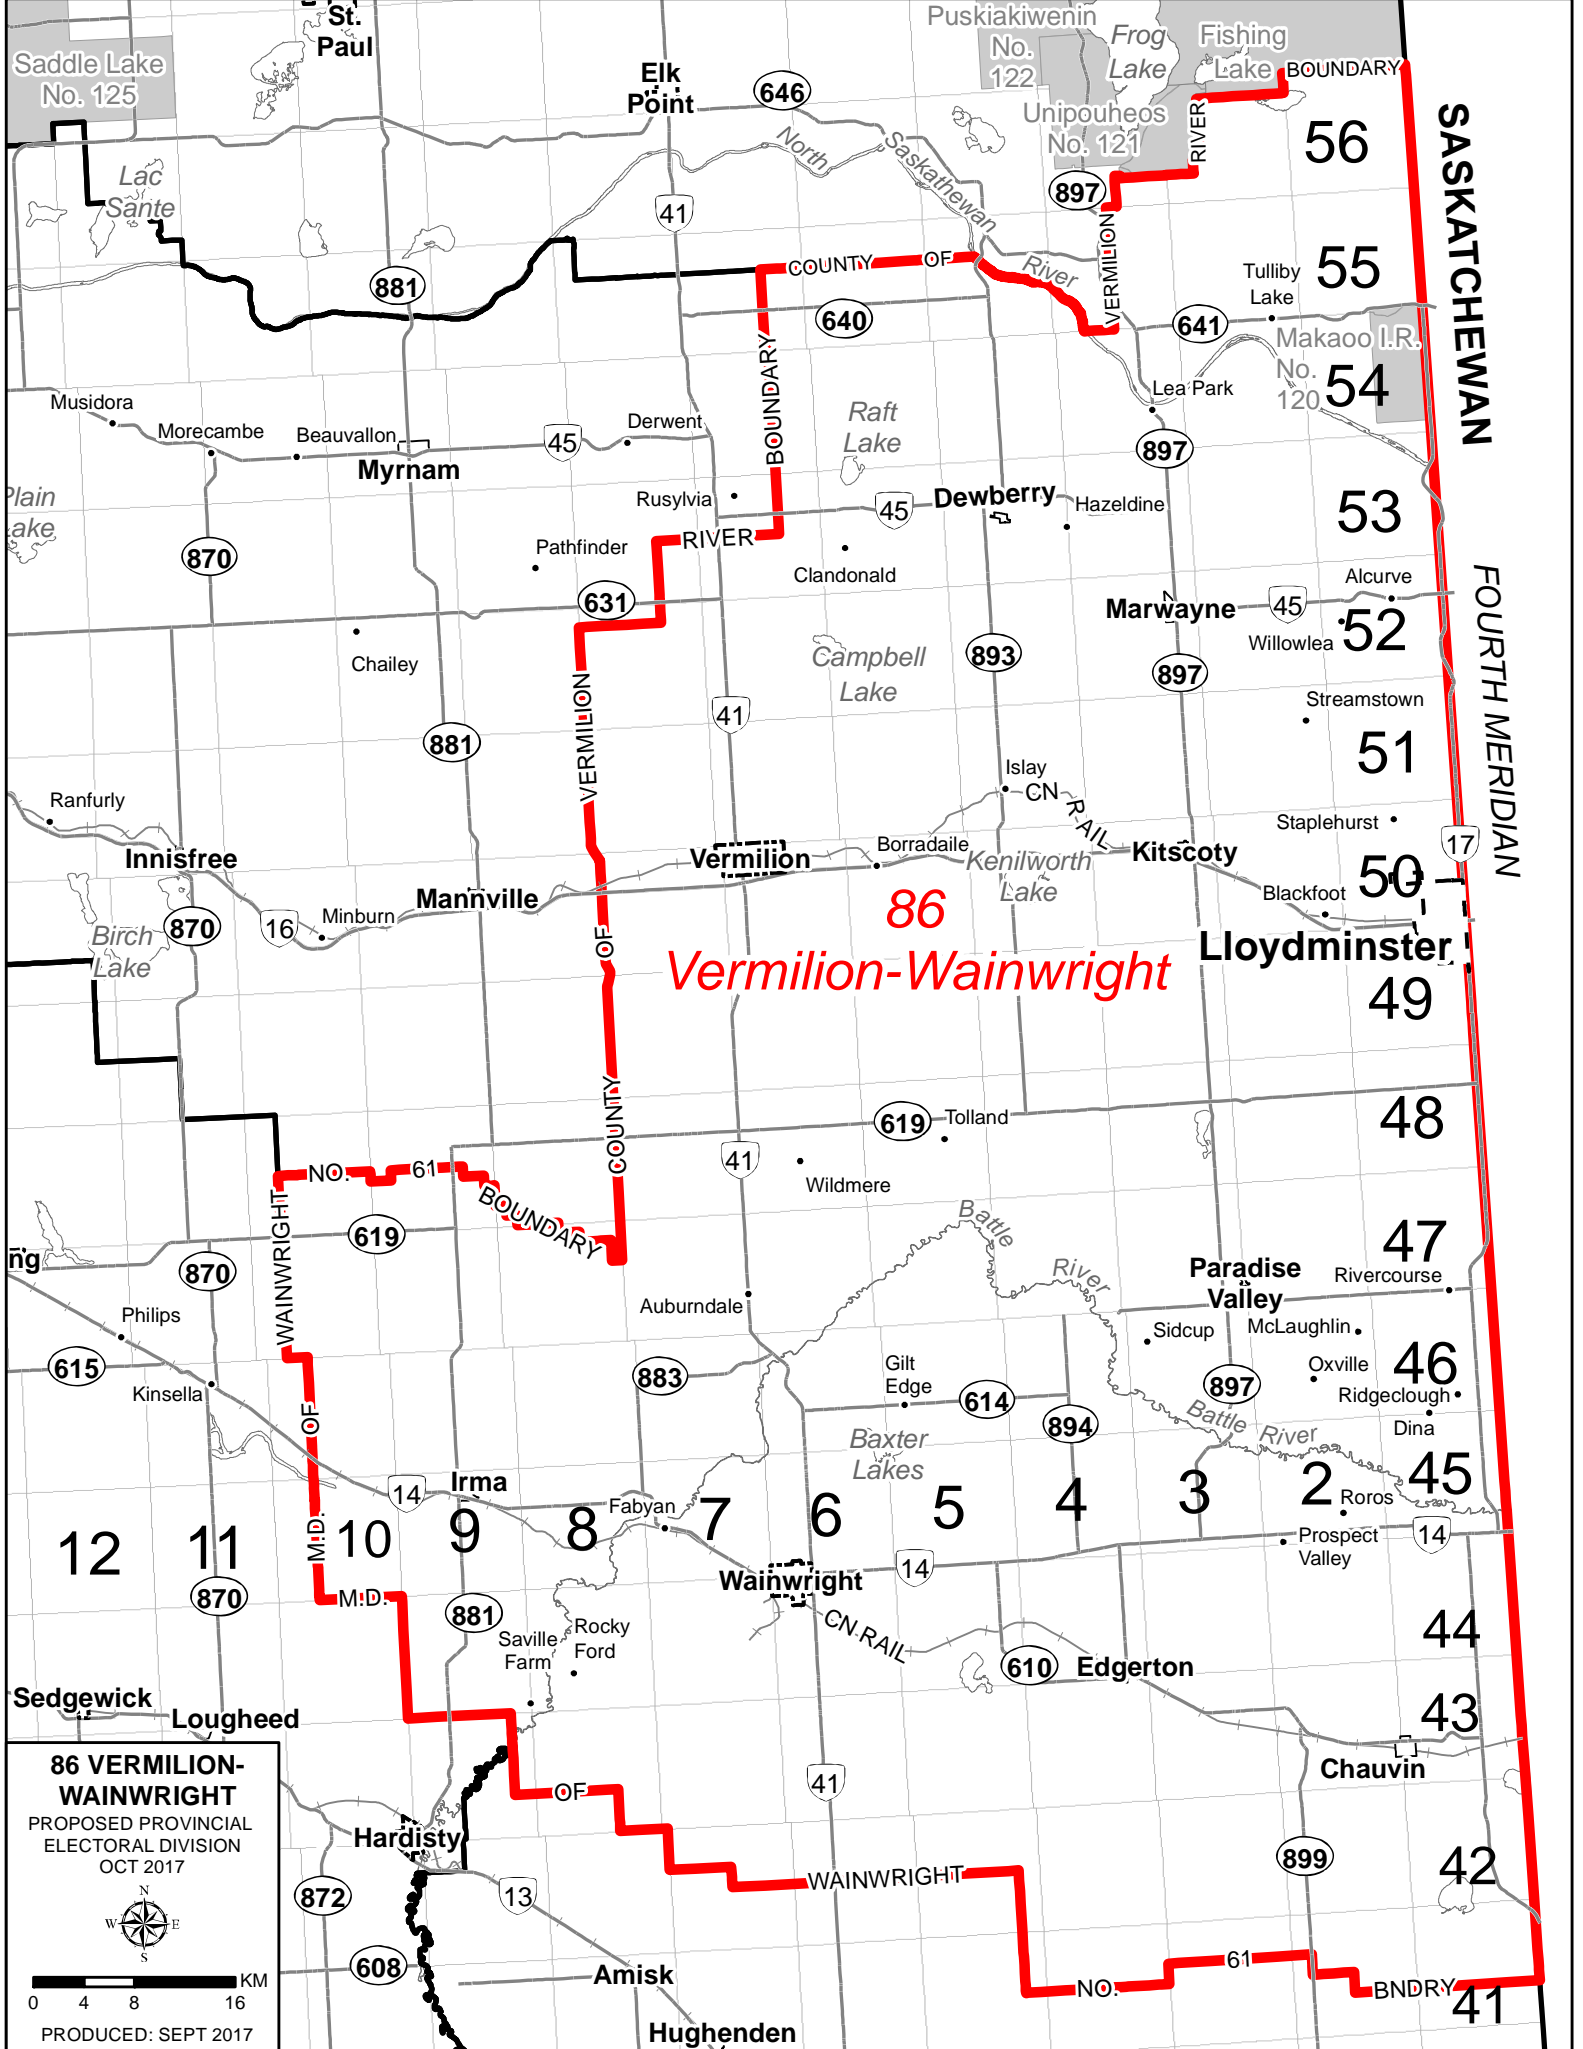 St.
Paul
Saddle Lake
No. 125
Elk
Point
646
Puskiakiwenin
No.
122
Frog
Lake
Fishing
Lake
BOUNDARY
Unipouheos
No. 121
RIVER
56
SASKATCHEWAN
Lac
Sante
North
Saskathewan
River
897
41
VERMILION
881
COUNTY
OF
640
Tulliby
Lake
55
641
Makaoo I.R.
No.
120
54
BOUNDARY
Lea Park
Musidora
Morecambe
Beauvallon
Myrnam
45
Derwent
Raft
Lake
897
Plain
Lake
Rusylvia
45
Dewberry
Hazeldine
53
870
Pathfinder
RIVER
Clandonald
631
Alcurve
Marwayne
45
Willowlea
52
FOURTH MERIDIAN
Chailey
Campbell
Lake
893
897
VERMILION
41
Streamstown
881
51
Islay
CN
RAIL
Ranfurly
Innisfree
Vermilion
Borradaile
Kenilworth
Lake
Kitscoty
Staplehurst
17
50
Mannville
Blackfoot
870
16
Minburn
Birch
Lake
OF
86
Vermilion-Wainwright
Lloydminster
49
COUNTY
619
Tolland
48
41
Wildmere
NO.
61
BOUNDARY
WAINWRIGHT
619
Battle
River
47
ng
870
Paradise
Valley
Rivercourse
Auburndale
Philips
Sidcup
McLaughlin
615
Kinsella
883
Gilt
Edge
614
897
Oxville
46
Ridgeclough
Dina
OF
894
Baxter
Lakes
Battle River
14
Irma
Fabyan
45
12
11
M.D.
10
9
8
7
6
5
4
3
2
Roros
Prospect
Valley
14
870
M.D.
Wainwright
14
881
Saville
Farm
Rocky
Ford
CN RAIL
44
610
Edgerton
Sedgewick
Lougheed
43
Chauvin
41
OF
Hardisty
WAINWRIGHT
899
42
872
13
608
Amisk
NO.
61
BNDRY
41
Hughenden
86 VERMILION-
WAINWRIGHT
PROPOSED PROVINCIAL
ELECTORAL DIVISION
OCT 2017
N
W
E
S
KM
0
4
8
16
PRODUCED: SEPT 2017